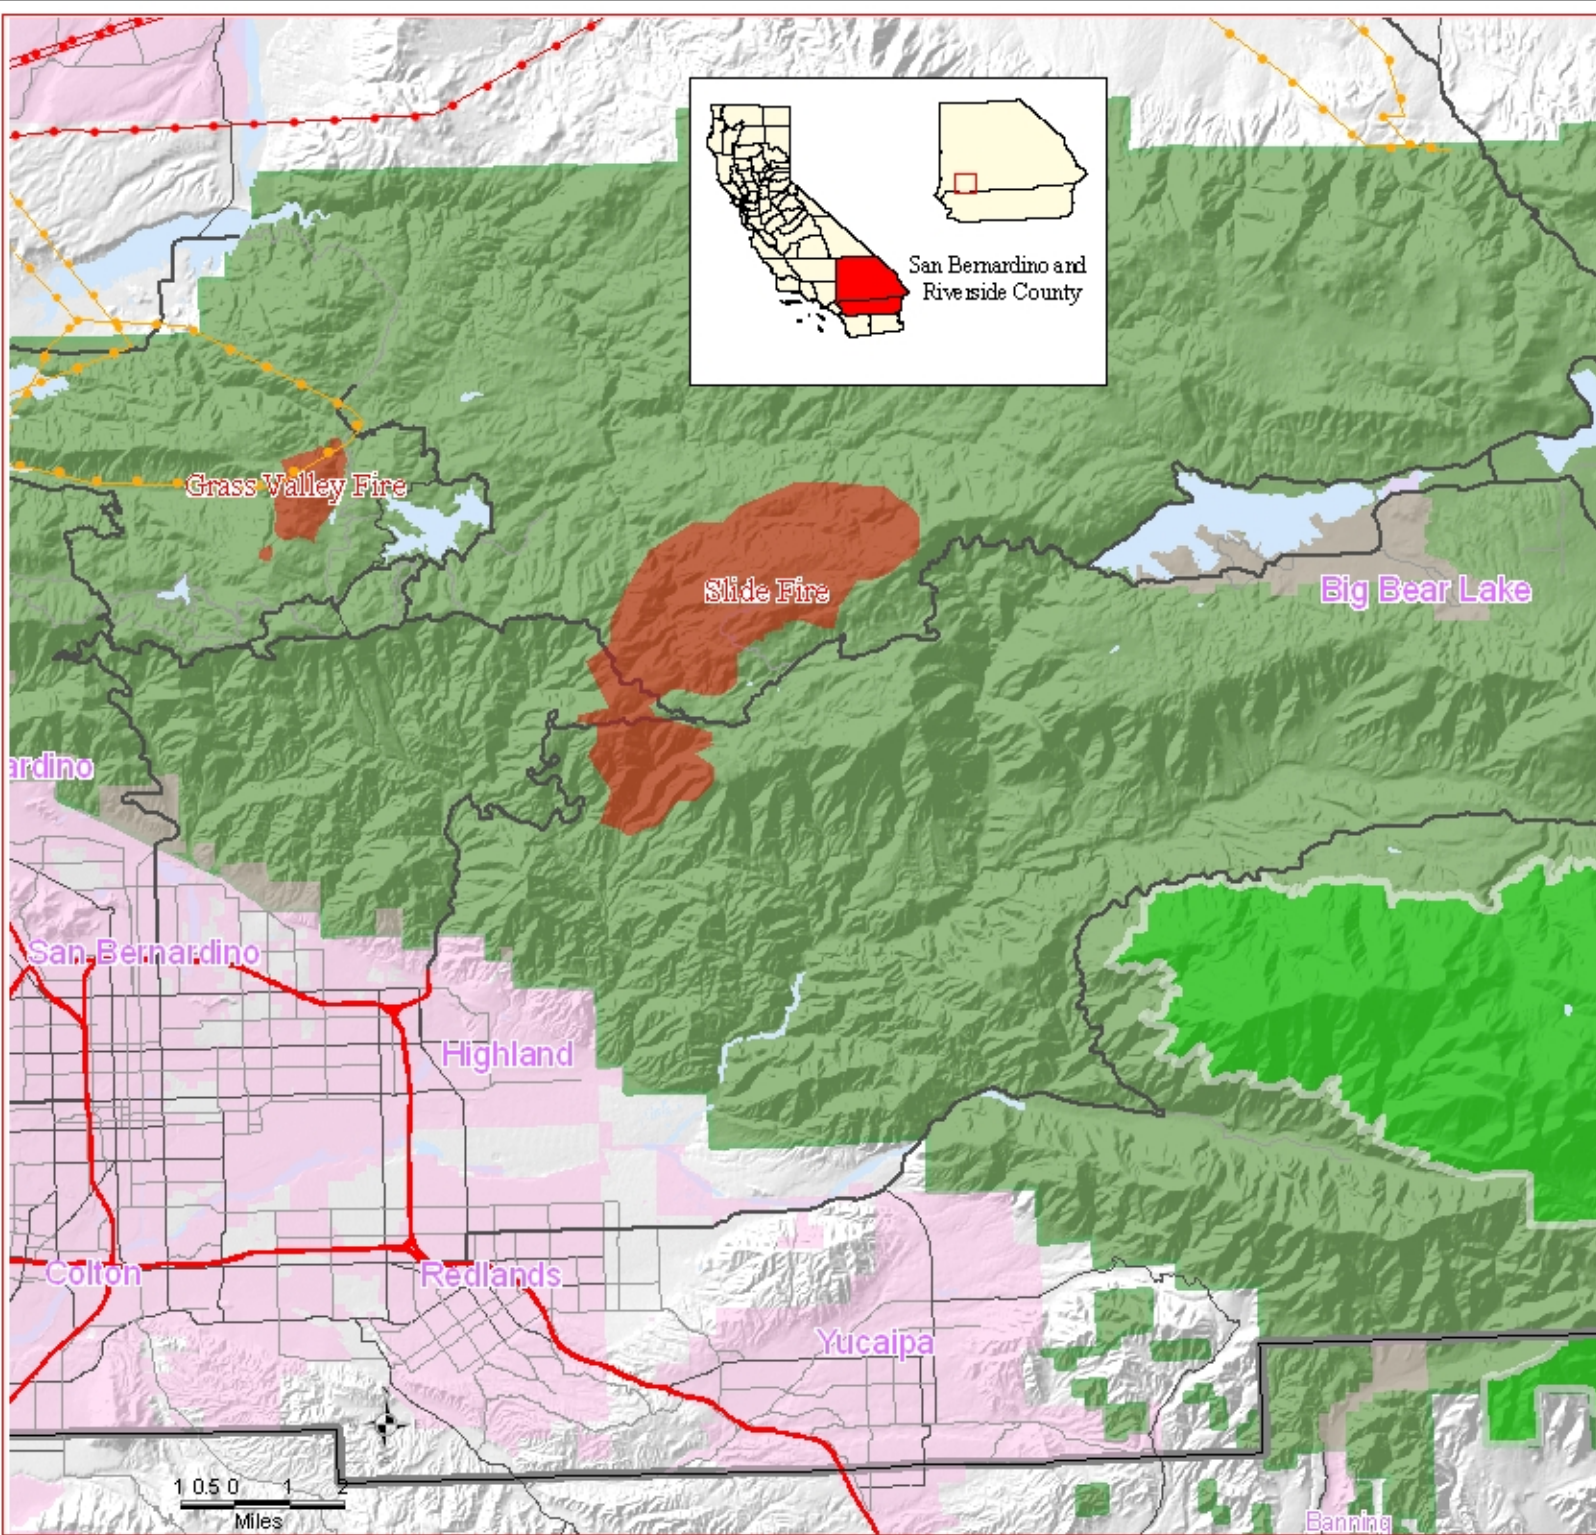 San Bernardino and
Riverside County
Grass Valley Fire
Slide Fire
Big Bear Lake
ardino
San Bernardino
Highland
Colton
Redlands
Yucaipa
1 0.5 0 1 2
Miles
Banning